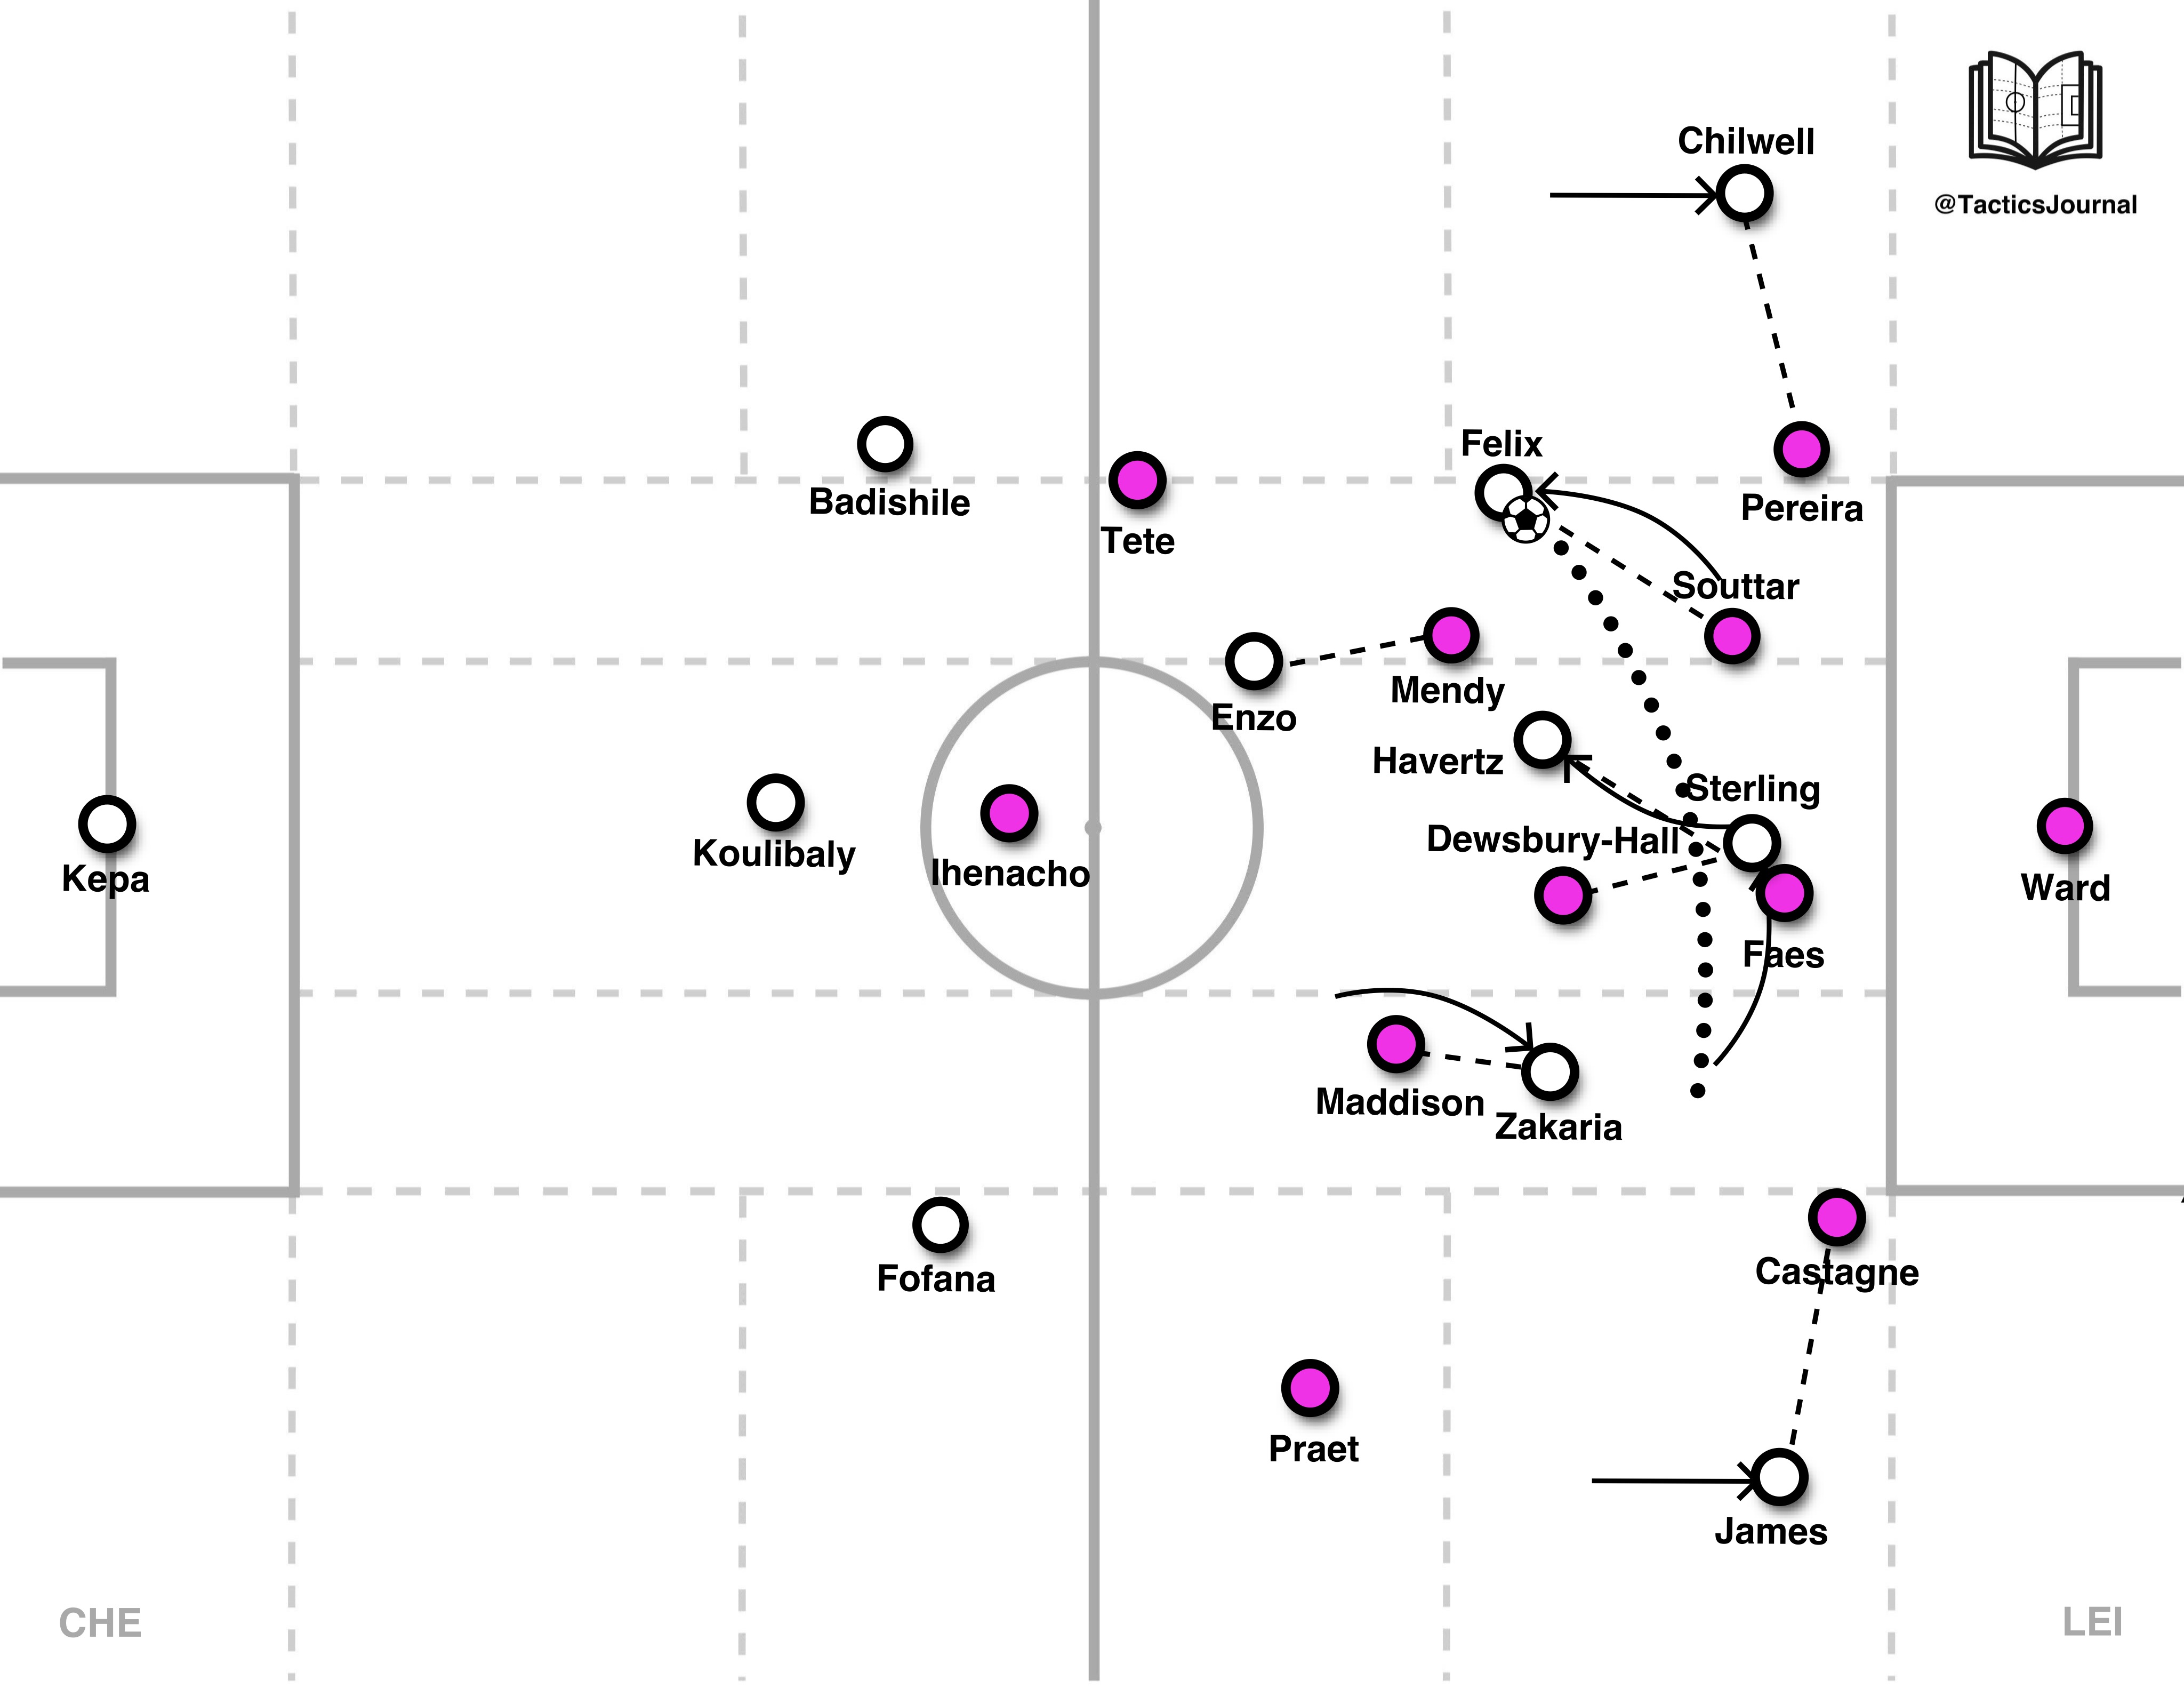 Chilwell
@TacticsJournal
Felix
Badishile
Pereira
Tete
Souttar
Mendy
Enzo
Havertz
Sterling
Dewsbury-Hall
Koulibaly
Ihenacho
Kepa
Ward
Faes
Maddison
Zakaria
Castagne
Fofana
Praet
James
CHE
LEI